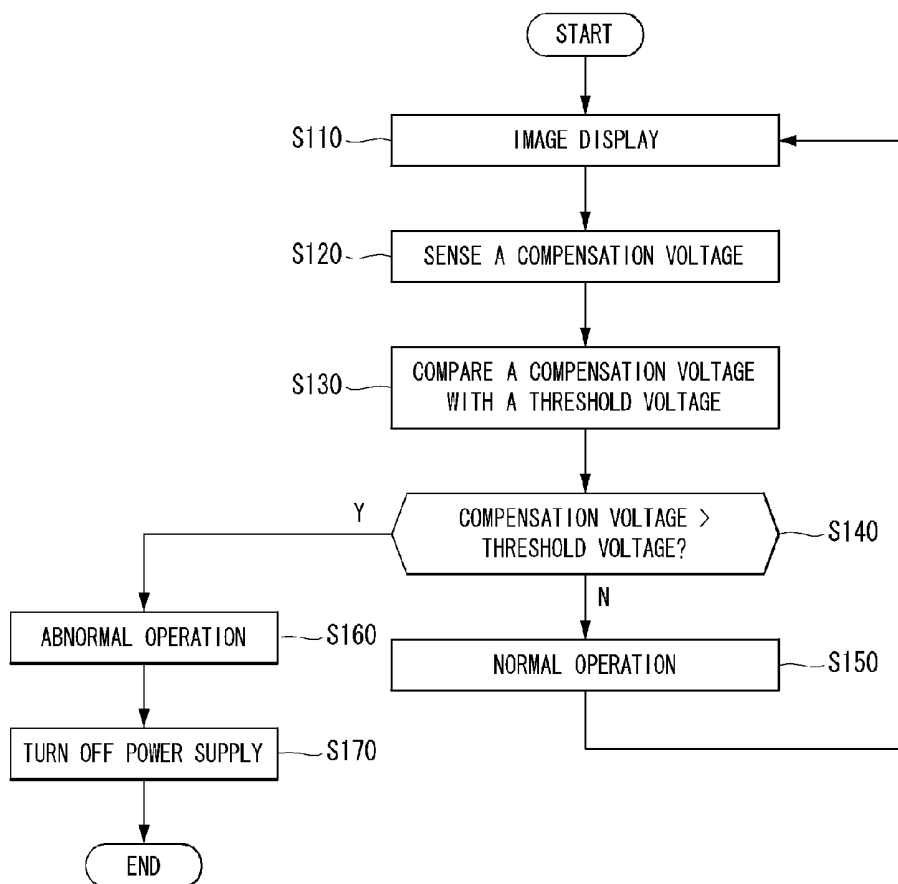 START
S110
IMAGE DISPLAY
S120
SENSE A COMPENSATION VOLTAGE
S130
COMPARE A COMPENSATION VOLTAGE
WITH A THRESHOLD VOLTAGE
Y
COMPENSATION VOLTAGE >
THRESHOLD VOLTAGE?
S140
N
ABNORMAL OPERATION
S160
NORMAL OPERATION
S150
TURN OFF POWER SUPPLY
S170
END